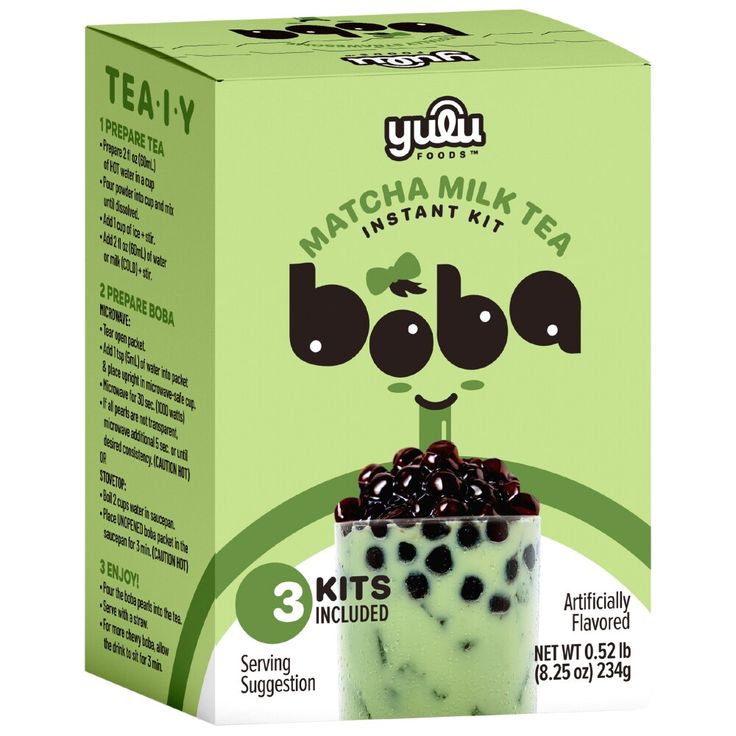 TEA·I·Y
1 PREPARE TEA
• Prepare 2 fl oz (60mL)
of HOT water in a cup
• Pour powder into cup and mix
until dissolved.
• Add 1 cup of ice + stir.
• Add 2 fl oz (60mL) of water
or milk (COLD) + stir.
2 PREPARE BOBA
MICROWAVE:
• Tear open packet.
• Add 1 tsp (5mL) of water into packet
& place upright in microwave-safe cup.
• Microwave for 30 sec. (1000 watts)
• If all pearls are not transparent,
microwave additional 5 sec. or until
desired consistency. (CAUTION HOT)
OR
STOVETOP:
• Boil 2 cups water in saucepan.
• Place UNOPENED boba packet in the
saucepan for 3 min. (CAUTION HOT)
3 ENJOY!
• Pour the boba pearls into the tea.
• Serve with a straw.
• For more chewy boba, allow
the drink to sit for 3 min.
yulu
FOODS™
MATCHA MILK TEA
INSTANT KIT
boba
3 KITS
INCLUDED
Serving
Suggestion
Artificially
Flavored
NET WT 0.52 lb
(8.25 oz) 234g